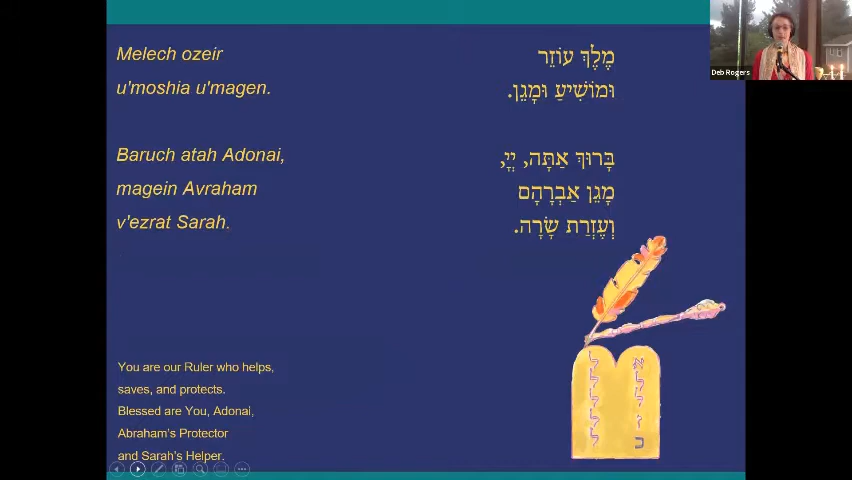 Melech ozeir
u'moshia u'magen.
Baruch atah Adonai,
magein Avraham
v'ezrat Sarah.
מֶלֶךְ עוֹזֵר
וּמוֹשִׁיעַ וּמָגֵן.
בָּרוּךְ אַתָּה, יְיָ,
מָגֵן אַבְרָהָם
וְעֶזְרַת שָׂרָה.
You are our Ruler who helps,
saves, and protects.
Blessed are You, Adonai,
Abraham's Protector
and Sarah's Helper.
Deb Rogers